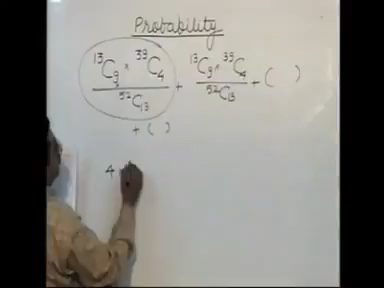 Probability
¹³C₉ × ³⁹C₄ / ⁵²C₁₃ + ¹³C₉ × ³⁹C₄ / ⁵²C₁₃ + ( )
+ ( )
4